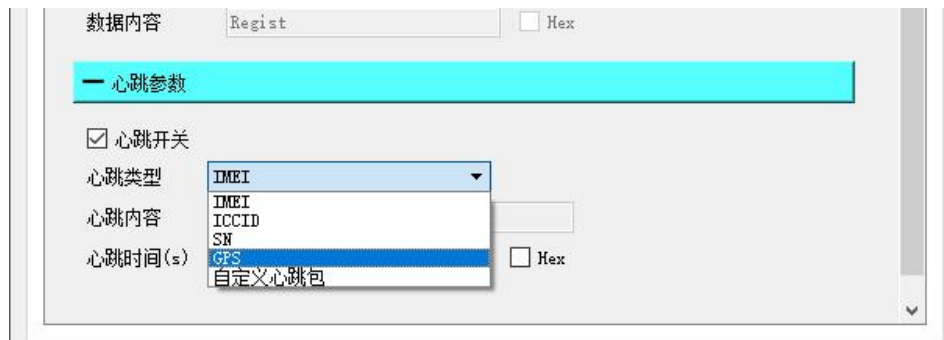 数据内容 Regist Hex
心跳参数
心跳开关
心跳类型 IMEI
IMEI
心跳内容 ICCID
SN
心跳时间(s) GPS Hex
自定义心跳包